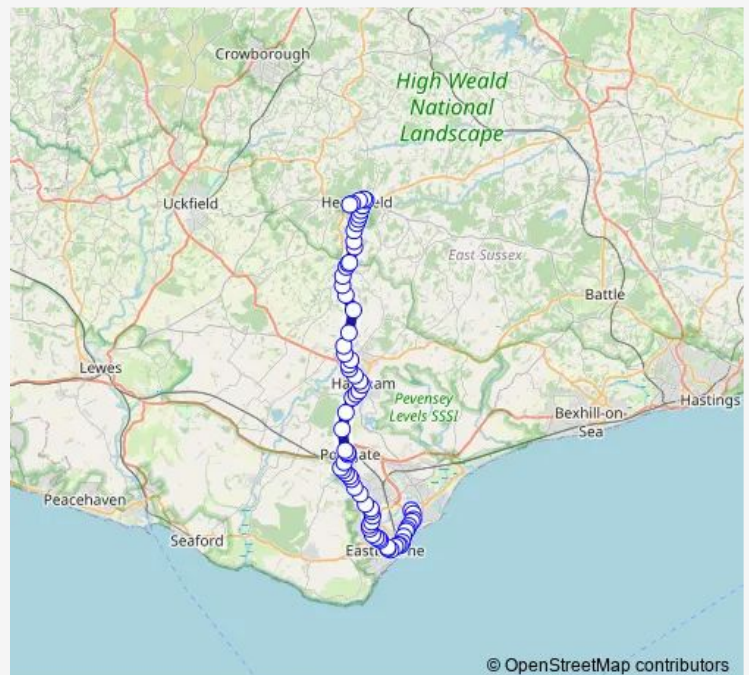 Crowborough
High Weald
National
Landscape
Uckfield
East Sussex
Battle
Lewes
Hastings
Pevensey
Levels SSSI
Bexhill-on-
Sea
Peacehaven
Seaford
© OpenStreetMap contributors